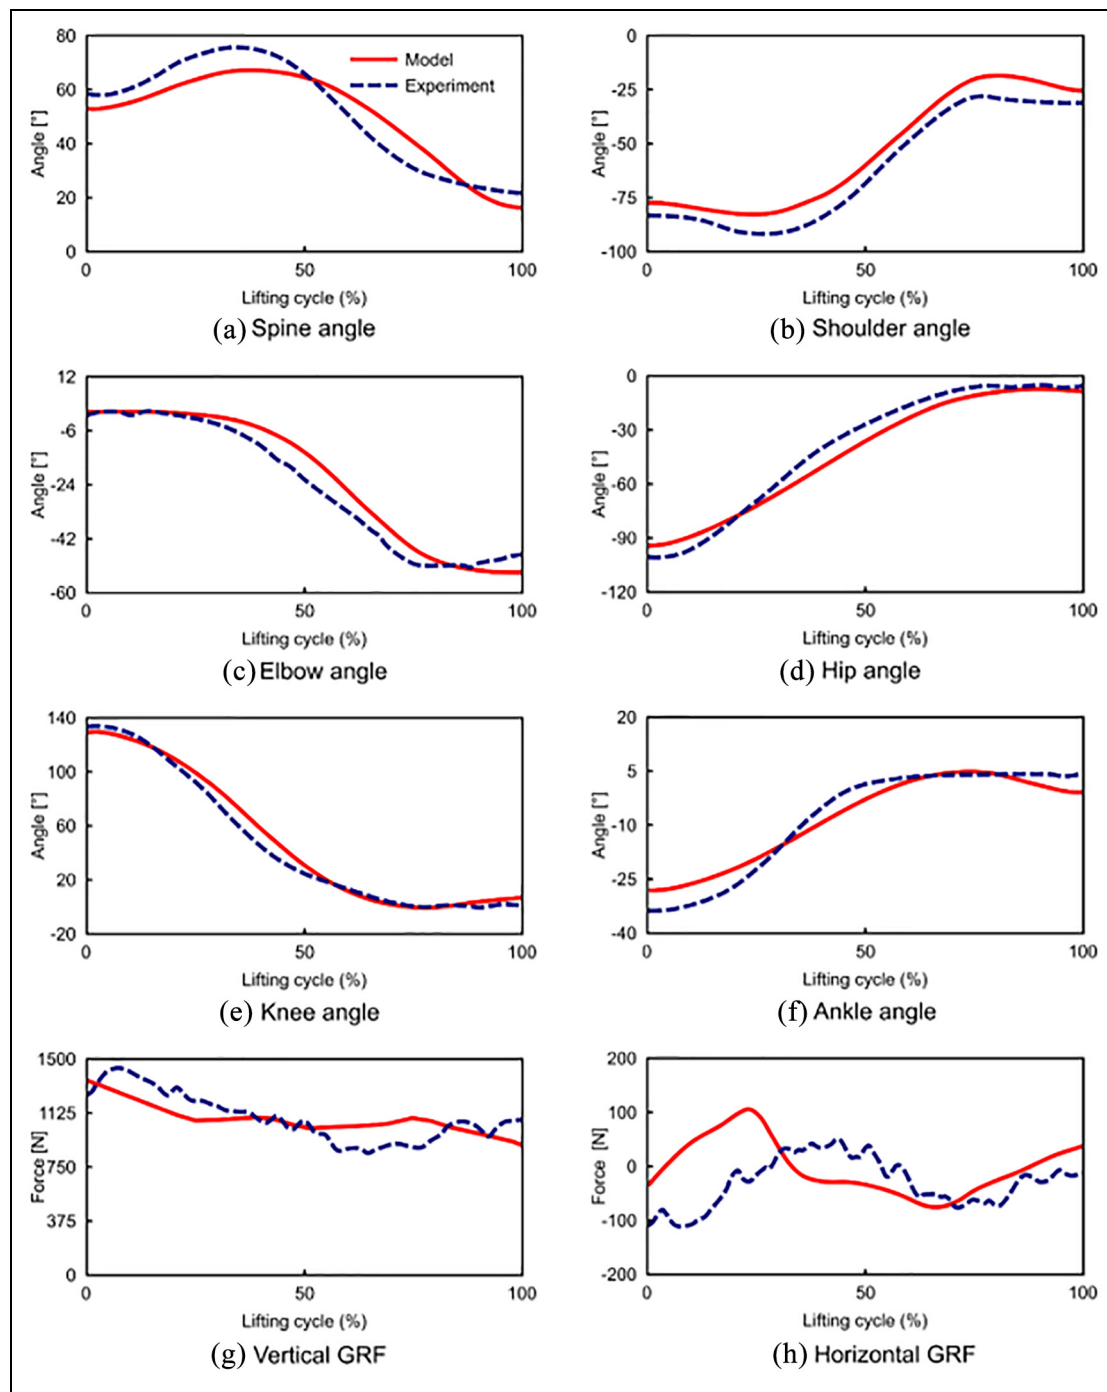 80
60
40
20
0
Angle [°]
Model
Experiment
0
50
100
Lifting cycle (%)
(a) Spine angle
0
-25
-50
-75
-100
Angle [°]
0
50
100
Lifting cycle (%)
(b) Shoulder angle
12
-6
-24
-42
-60
Angle [°]
0
50
100
Lifting cycle (%)
(c) Elbow angle
0
-30
-60
-90
-120
Angle [°]
0
50
100
Lifting cycle (%)
(d) Hip angle
140
100
60
20
-20
Angle [°]
0
50
100
Lifting cycle (%)
(e) Knee angle
20
5
-10
-25
-40
Angle [°]
0
50
100
Lifting cycle (%)
(f) Ankle angle
1500
1125
750
375
0
Force [N]
0
50
100
Lifting cycle (%)
(g) Vertical GRF
200
100
0
-100
-200
Force [N]
0
50
100
Lifting cycle (%)
(h) Horizontal GRF